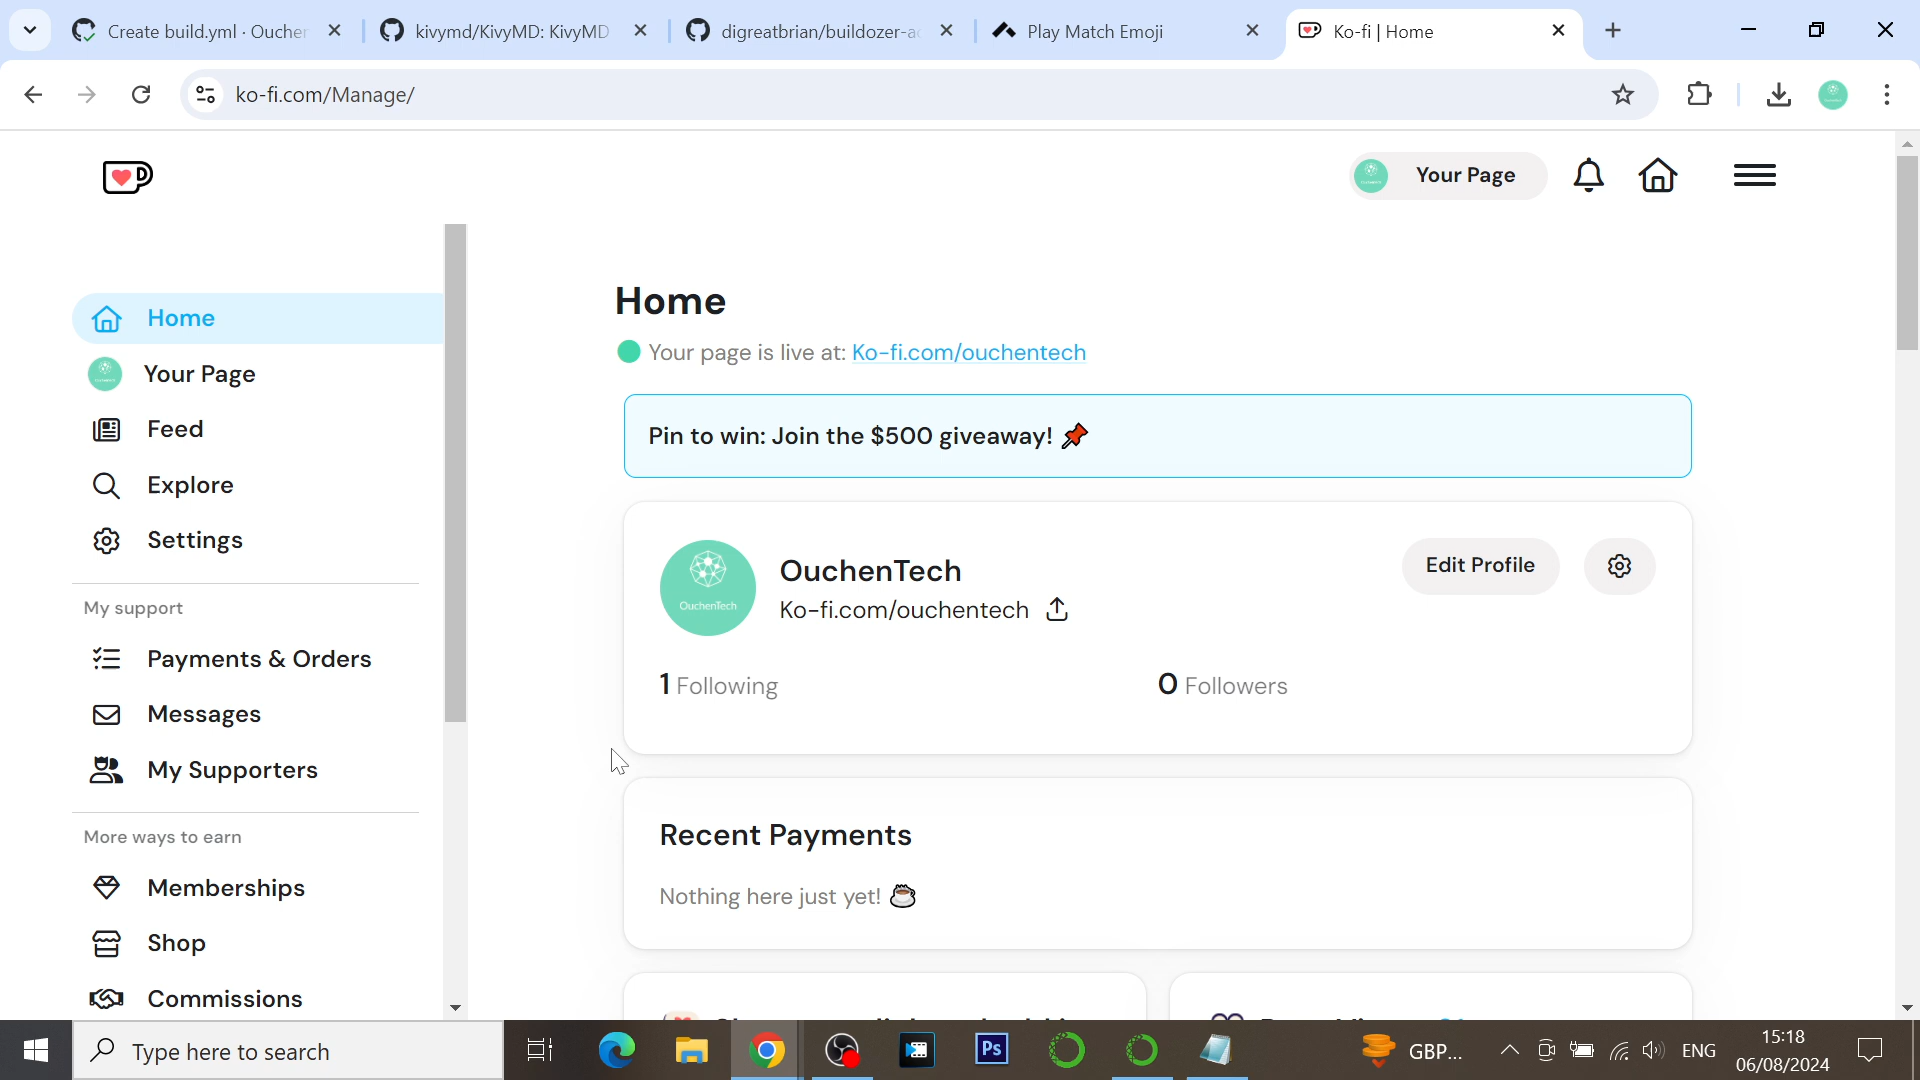 Create build.yml · Oucher
kivymd/KivyMD: KivyMD
digreatbrian/buildozer-ac
Play Match Emoji
Ko-fi | Home
ko-fi.com/Manage/
Your Page
Home
Your Page
Feed
Explore
Settings
My support
Payments & Orders
Messages
My Supporters
More ways to earn
Memberships
Shop
Commissions
Home
Your page is live at: Ko-fi.com/ouchentech
Pin to win: Join the $500 giveaway!
OuchenTech
OuchenTech
Ko-fi.com/ouchentech
Edit Profile
1 Following
0 Followers
Recent Payments
Nothing here just yet!
Type here to search
Ps
GBP...
ENG
15:18
06/08/2024